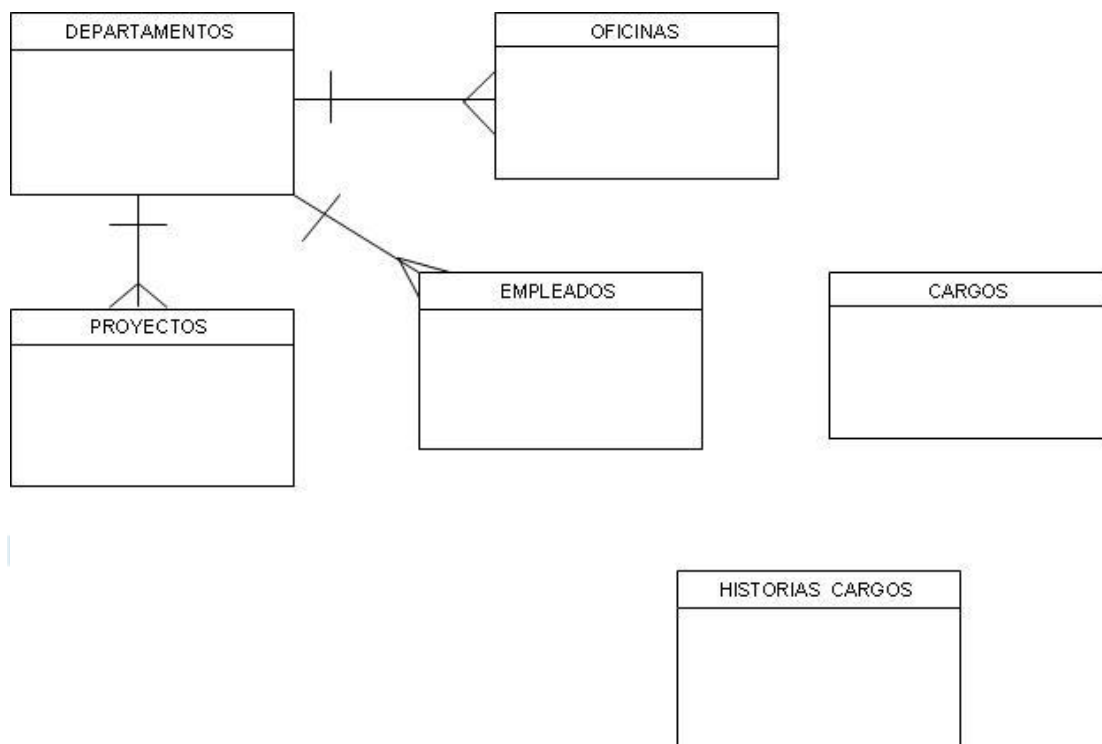 DEPARTAMENTOS
OFICINAS
EMPLEADOS
CARGOS
PROYECTOS
HISTORIAS CARGOS